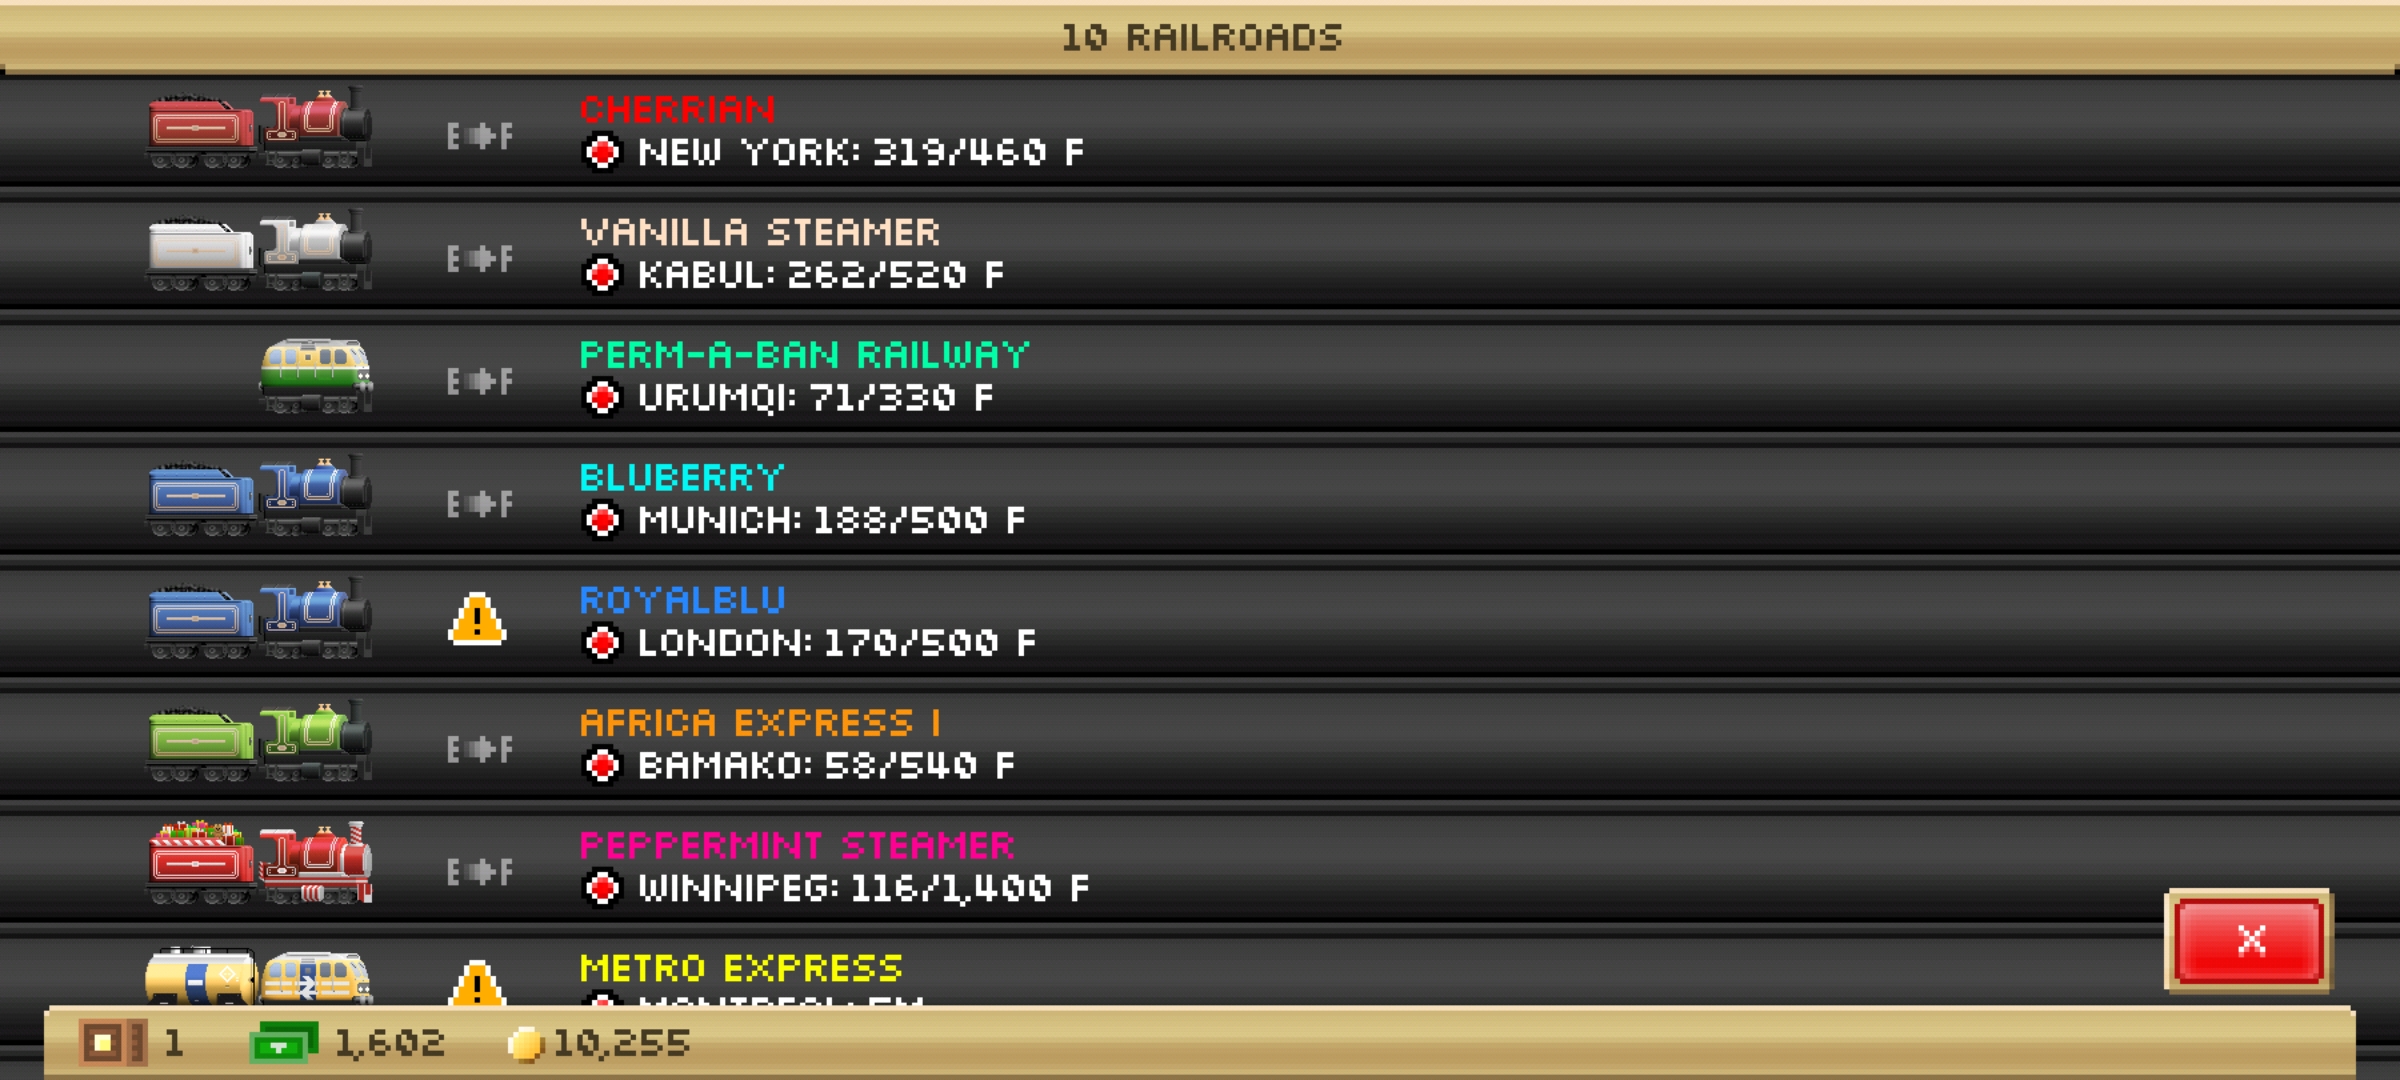 10 RAILROADS
CHERRIAN
E F NEW YORK: 319/460 F
VANILLA STEAMER
E F KABUL: 262/520 F
PERM-A-BAN RAILWAY
E F URUMQI: 71/330 F
BLUBERRY
E F MUNICH: 188/500 F
ROYALBLU
! LONDON: 170/500 F
AFRICA EXPRESS I
E F BAMAKO: 58/540 F
PEPPERMINT STEAMER
E F WINNIPEG: 116/1,400 F
X
METRO EXPRESS
!
1 1,602 10,255